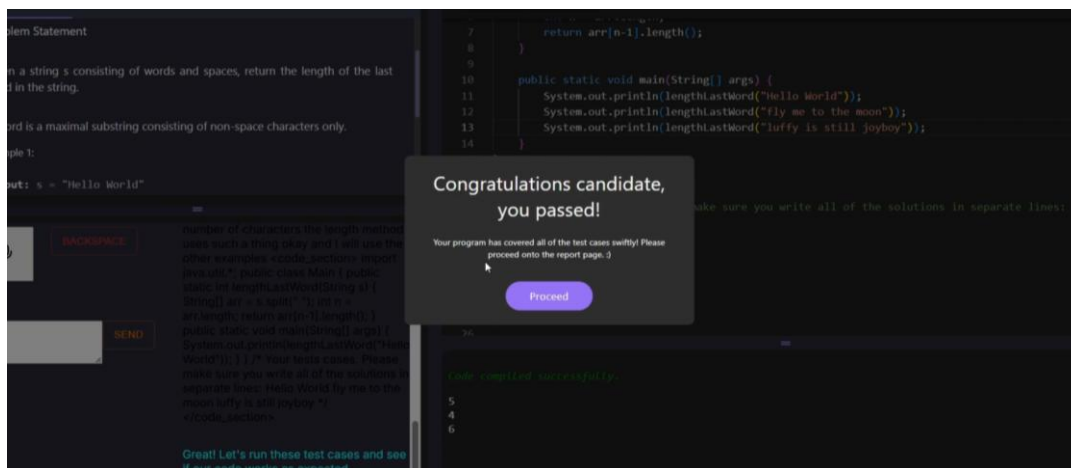 lem Statement
n a string s consisting of words and spaces, return the length of the last
d in the string.
ord is a maximal substring consisting of non-space characters only.
ple 1:
put: s = "Hello World"
BACKSPACE
SEND
number of characters the length method
uses such a thing okay and I will use the
other examples <code_section> import
java.util.*; public class Main { public
static int lengthLastWord(String s) {
String[] arr = s.split(" "); int n =
arr.length; return arr[n-1].length(); }
public static void main(String[] args) {
System.out.println(lengthLastWord("Hello
World")); } } /* Your tests cases. Please
make sure you write all of the solutions in
separate lines: Hello World fly me to the
moon luffy is still joyboy */
</code_section>
Great! Let's run these test cases and see
7 return arr[n-1].length();
8 }
9
10 public static void main(String[] args) {
11 System.out.println(lengthLastWord("Hello World"));
12 System.out.println(lengthLastWord("fly me to the moon"));
13 System.out.println(lengthLastWord("luffy is still joyboy"));
14 }
ake sure you write all of the solutions in separate lines:
Congratulations candidate,
you passed!
Your program has covered all of the test cases swiftly! Please
proceed onto the report page. :)
Proceed
26
Code compiled successfully.
5
4
6